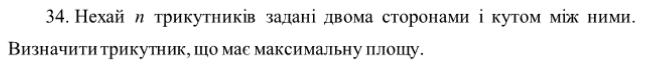 34. Нехай n трикутників задані двома сторонами і кутом між ними.
Визначити трикутник, що має максимальну площу.